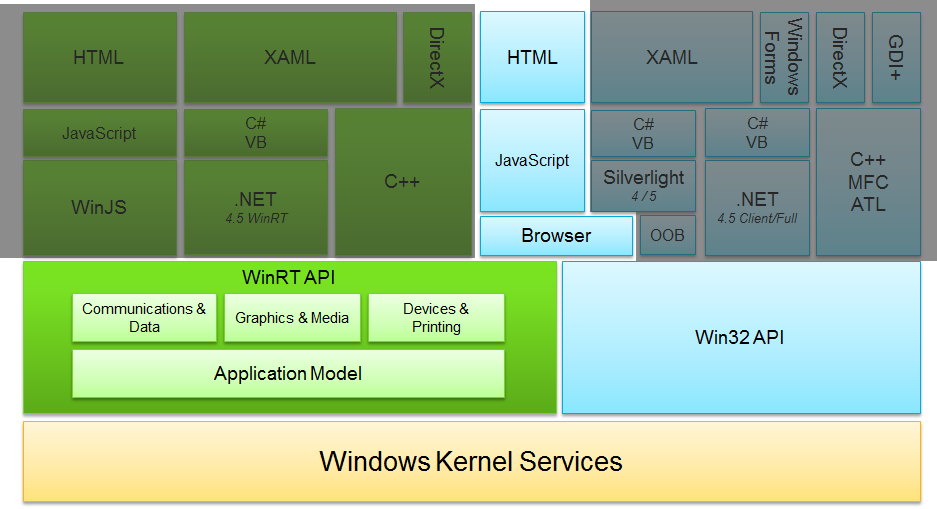 HTML
XAML
DirectX
HTML
XAML
Windows
Forms
DirectX
GDI+
JavaScript
C#
VB
C++
JavaScript
C#
VB
C#
VB
C++
MFC
ATL
WinJS
.NET
4.5 WinRT
Silverlight
4 / 5
.NET
4.5 Client/Full
Browser
OOB
WinRT API
Communications &
Data
Graphics & Media
Devices &
Printing
Application Model
Win32 API
Windows Kernel Services